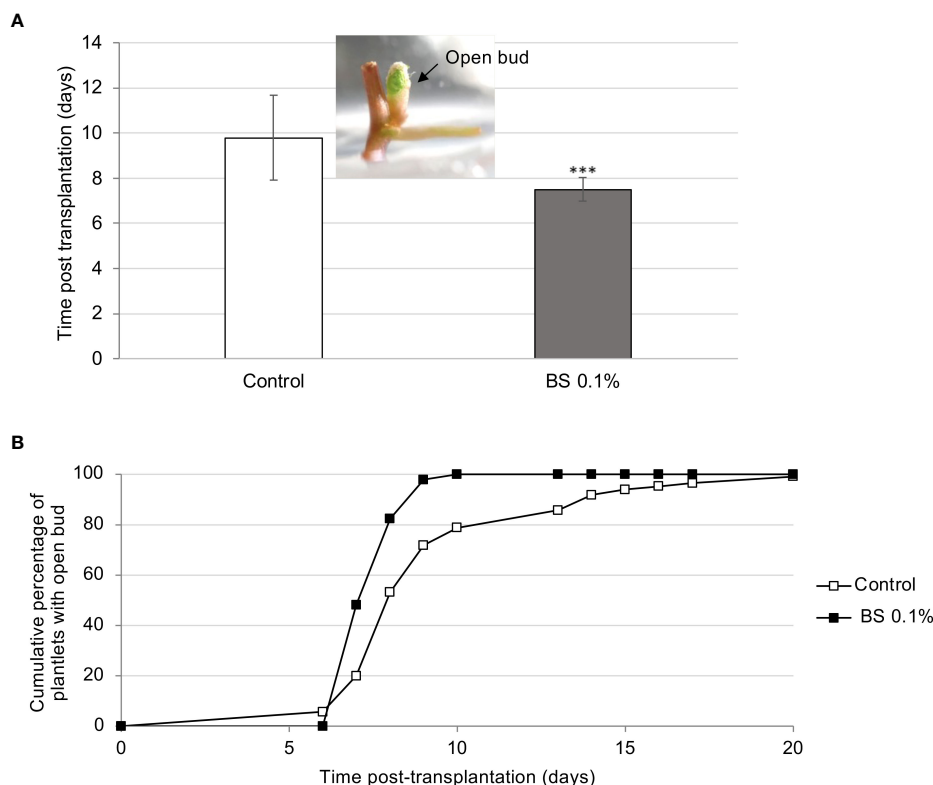 A
14
12
10
8
6
4
2
0
Time post transplantation (days)
Open bud
***
Control
BS 0.1%
B
100
80
60
40
20
0
Cumulative percentage of
plantlets with open bud
0
5
10
15
20
Time post-transplantation (days)
Control
BS 0.1%